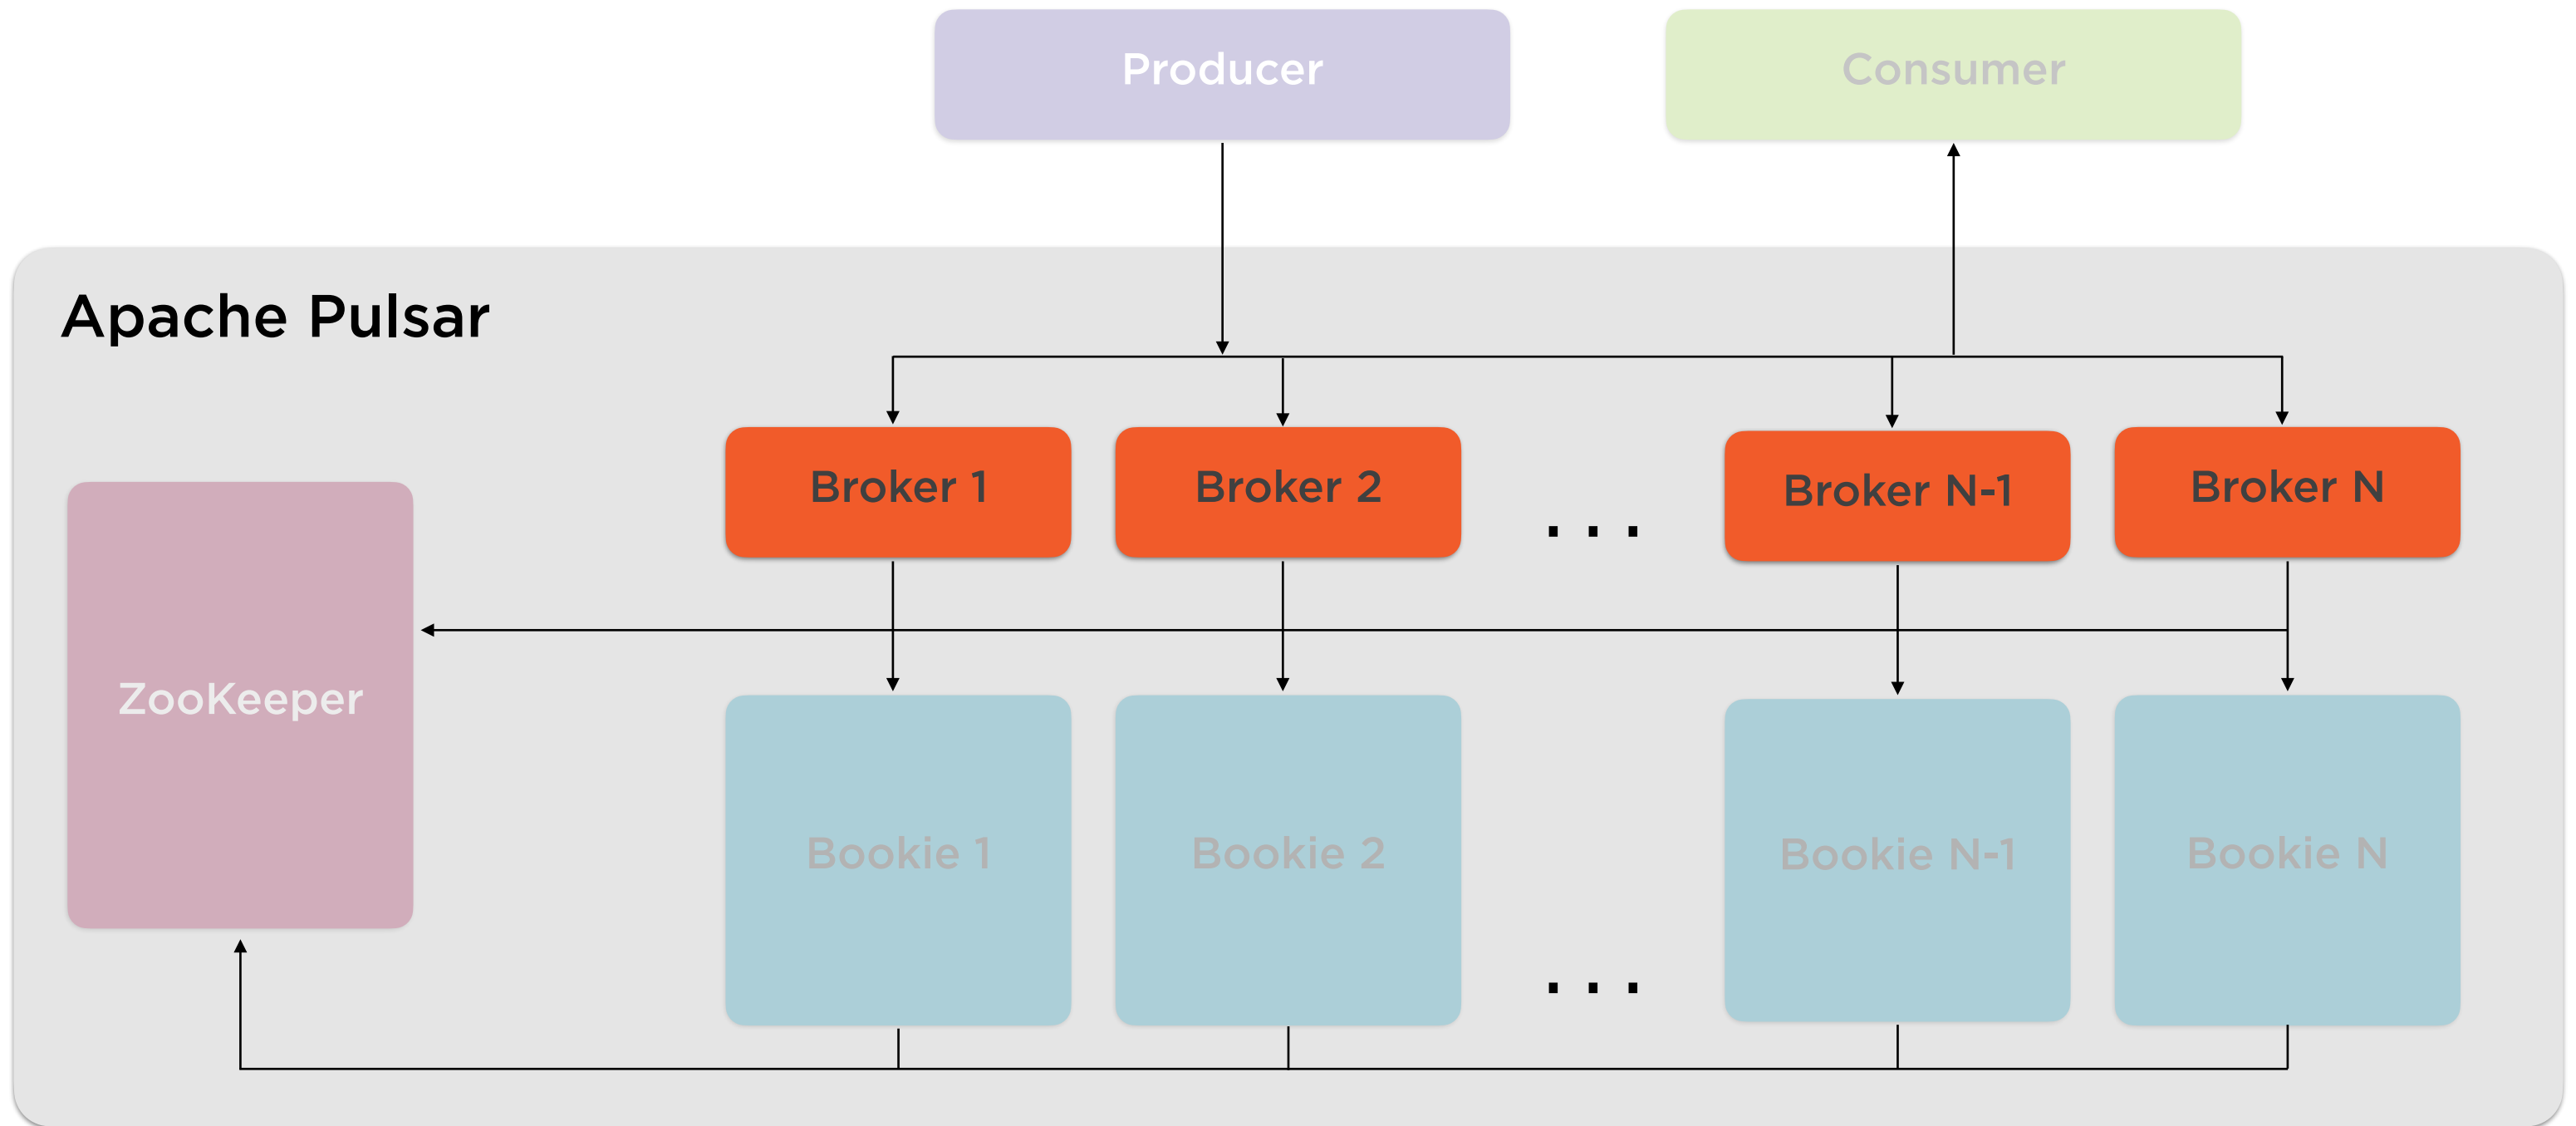 Producer
Consumer
Apache Pulsar
Broker 1
Broker 2
. . .
Broker N-1
Broker N
ZooKeeper
Bookie 1
Bookie 2
. . .
Bookie N-1
Bookie N